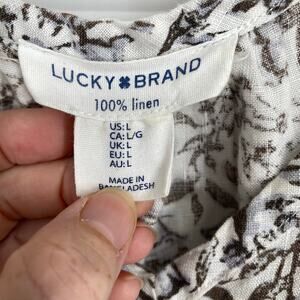 LUCKY BRAND
100% linen
US: L
CA: L/G
UK: L
EU: L
AU: L
MADE IN
BANGLADESH